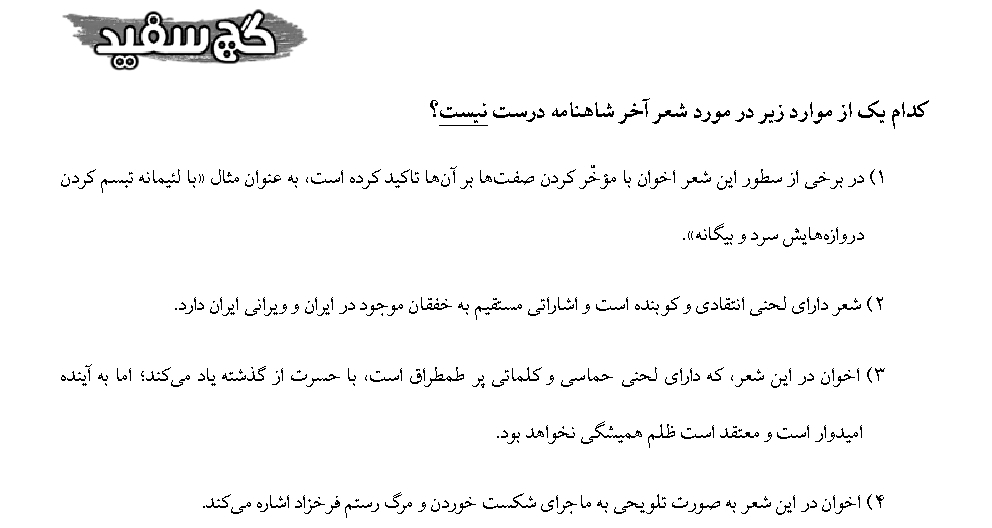 گچ سفید
کدام یک از موارد زیر در مورد شعر آخر شاهنامه درست نیست؟
۱) در برخی از سطور این شعر اخوان با مؤخّر کردن صفت‌ها بر آن‌ها تاکید کرده است، به عنوان مثال «با لئیمانه تبسم کردن
دروازه‌هایش سرد و بیگانه».
۲) شعر دارای لحنی انتقادی و کوبنده است و اشاراتی مستقیم به خفقان موجود در ایران و ویرانی ایران دارد.
۳) اخوان در این شعر، که دارای لحنی حماسی و کلماتی پر طمطراق است، با حسرت از گذشته یاد می‌کند؛ اما به آینده
امیدوار است و معتقد است ظلم همیشگی نخواهد بود.
۴) اخوان در این شعر به صورت تلویحی به ماجرای شکست خوردن و مرگ رستم فرخزاد اشاره می‌کند.